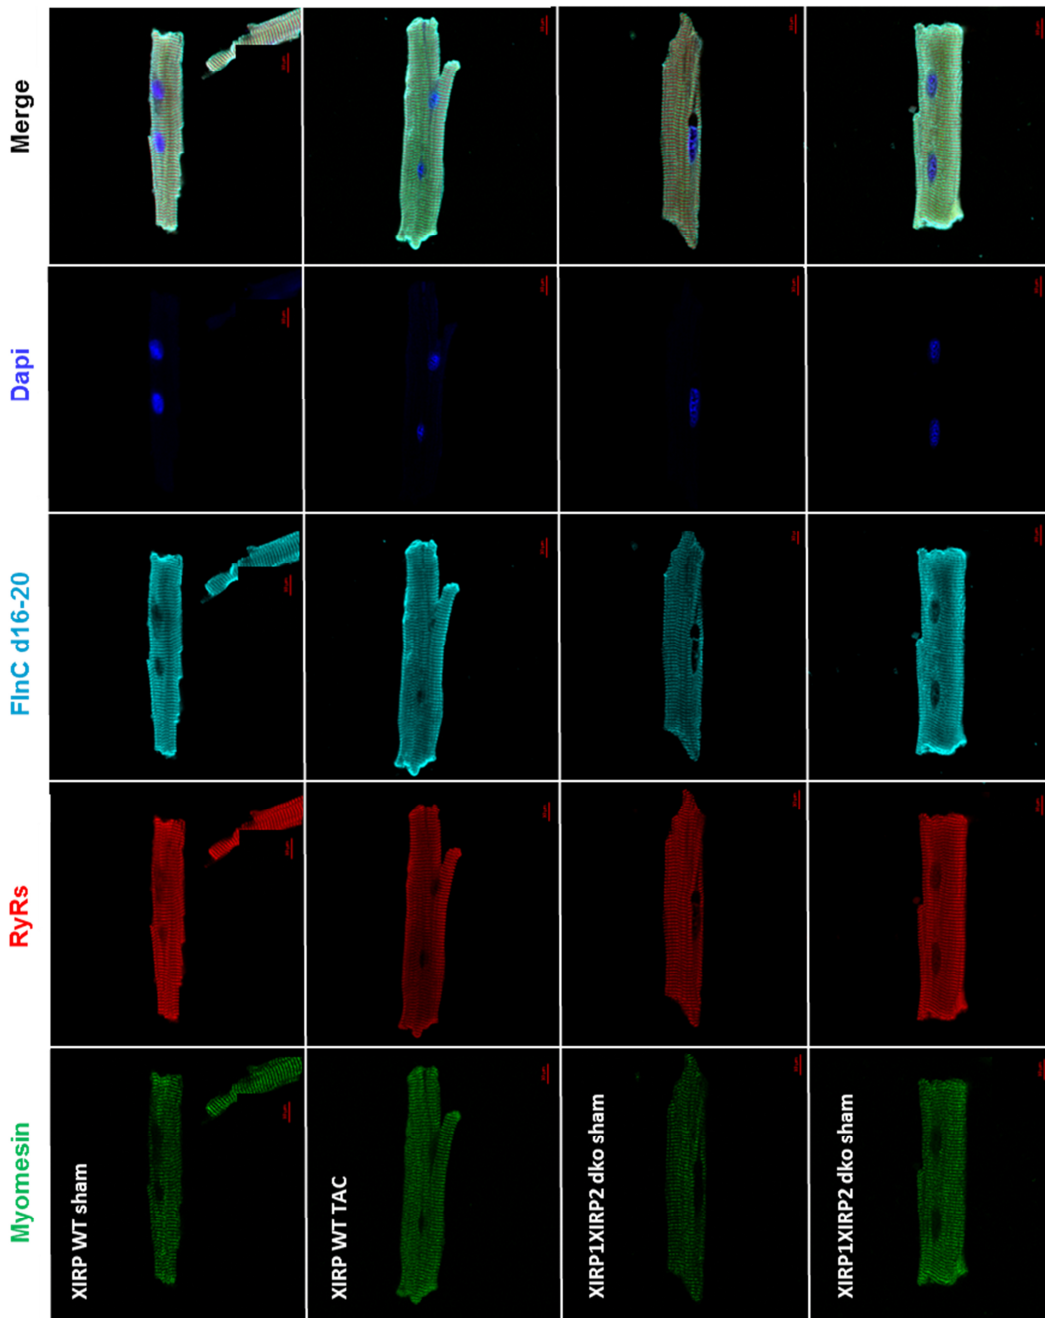 Merge
Dapi
FlnC d16-20
RyRs
Myomesin
XIRP WT sham
XIRP WT TAC
XIRP1XIRP2 dko sham
XIRP1XIRP2 dko sham